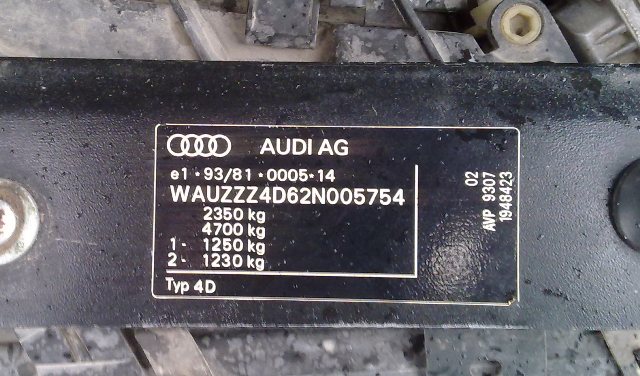 AUDI AG
e1*93/81*0005*14
WAUZZZ4D62N005754
2350 kg
4700 kg
1- 1250 kg
2- 1230 kg
Typ 4D
02
AVP 9307
1948423